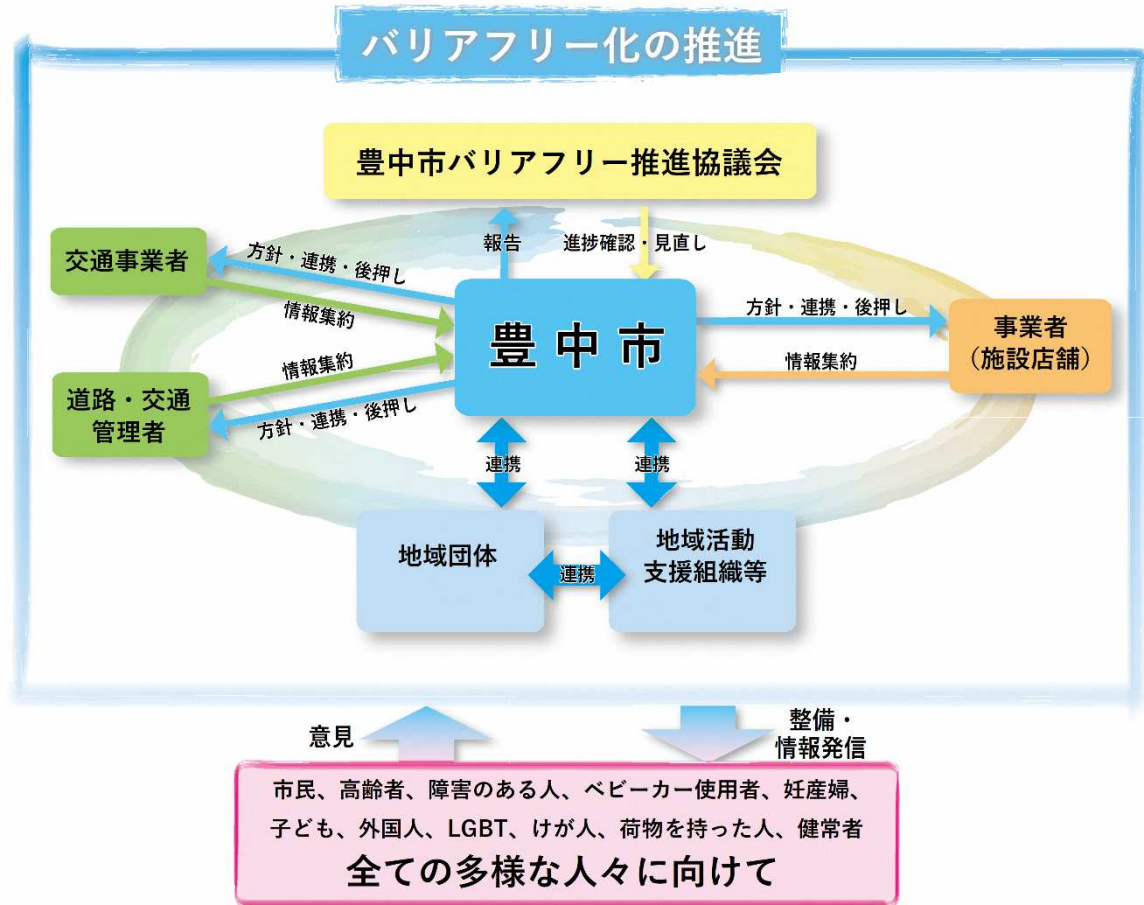 バリアフリー化の推進
豊中市バリアフリー推進協議会
報告
進捗確認・見直し
交通事業者
方針・連携・後押し
情報集約
情報集約
方針・連携・後押し
道路・交通
管理者
豊中市
方針・連携・後押し
情報集約
事業者
（施設店舗）
連携
連携
地域団体
連携
地域活動
支援組織等
意見
整備・
情報発信
市民、高齢者、障害のある人、ベビーカー使用者、妊産婦、
子ども、外国人、LGBT、けが人、荷物を持った人、健常者
全ての多様な人々に向けて